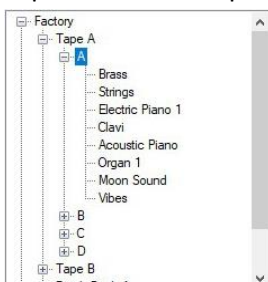 Factory
Tape A
A
Brass
Strings
Electric Piano 1
Clavi
Acoustic Piano
Organ 1
Moon Sound
Vibes
B
C
D
Tape B